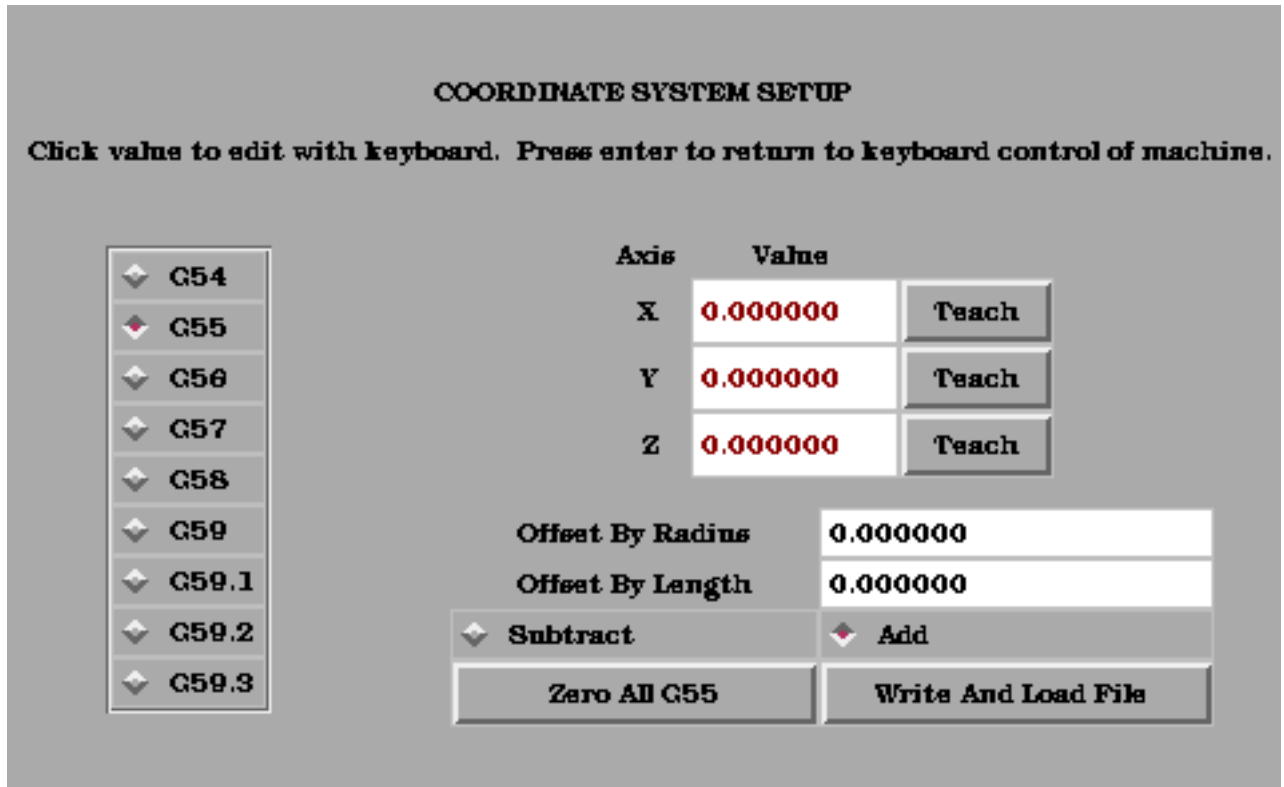 COORDINATE SYSTEM SETUP
Click value to edit with keyboard. Press enter to return to keyboard control of machine.
G54
G55
G56
G57
G58
G59
G59.1
G59.2
G59.3
Axis Value
X 0.000000 Teach
Y 0.000000 Teach
Z 0.000000 Teach
Offset By Radius 0.000000
Offset By Length 0.000000
Subtract Add
Zero All G55 Write And Load File